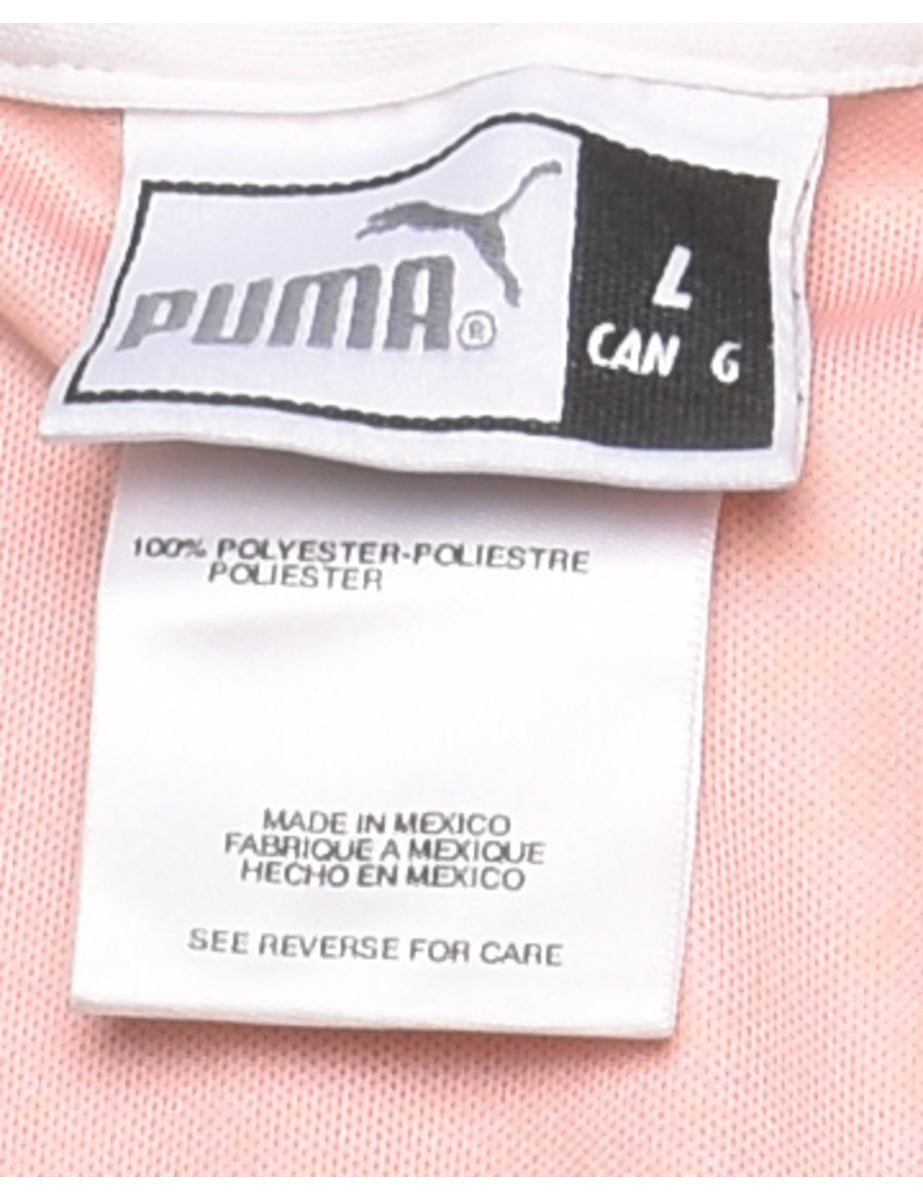 PUMA®
L
CAN G
100% POLYESTER-POLIESTRE
POLIESTER
MADE IN MEXICO
FABRIQUE A MEXIQUE
HECHO EN MEXICO
SEE REVERSE FOR CARE